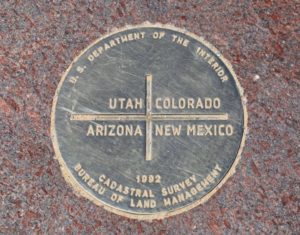 U. S. DEPARTMENT OF THE INTERIOR
UTAH COLORADO
ARIZONA NEW MEXICO
1992
CADASTRAL SURVEY
BUREAU OF LAND MANAGEMENT